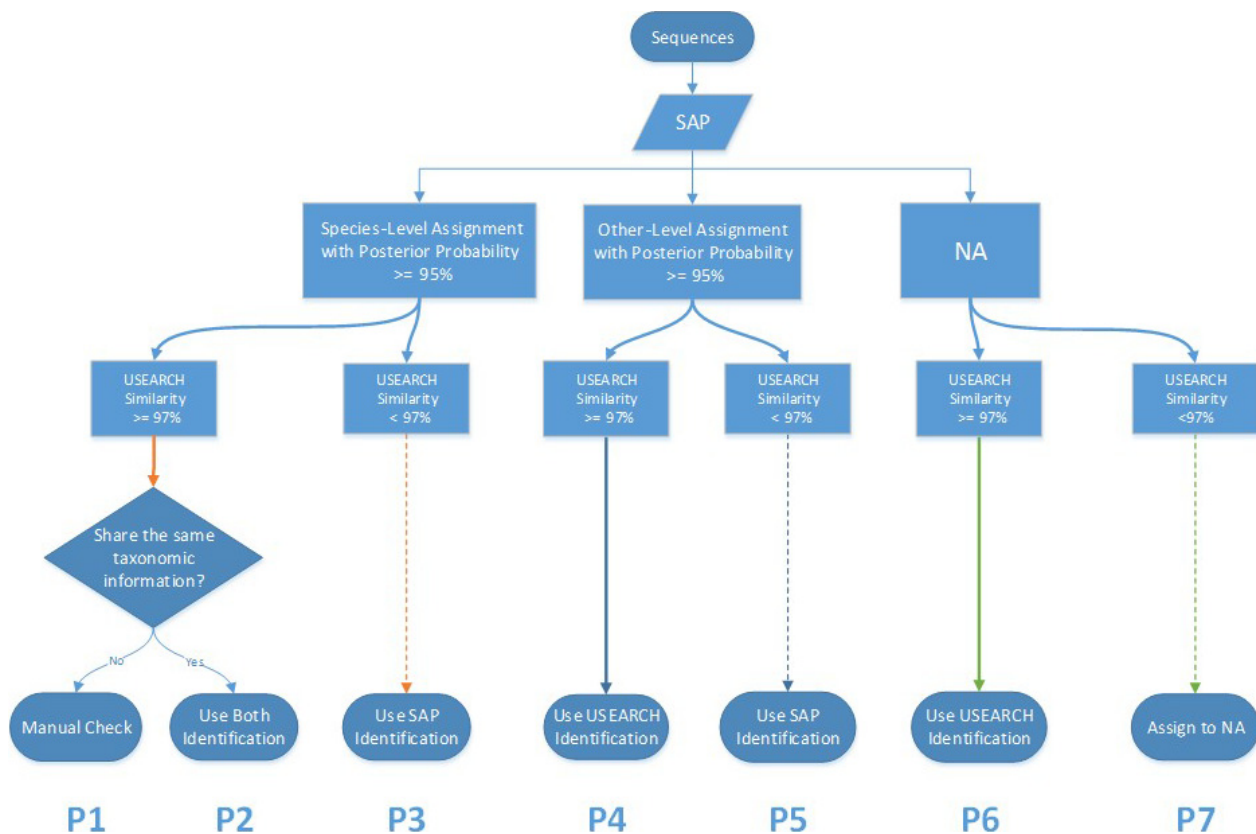 Sequences
SAP
Species-Level Assignment
with Posterior Probability
>= 95%
Other-Level Assignment
with Posterior Probability
>= 95%
NA
USEARCH
Similarity
>= 97%
USEARCH
Similarity
< 97%
USEARCH
Similarity
>= 97%
USEARCH
Similarity
< 97%
USEARCH
Similarity
>= 97%
USEARCH
Similarity
<97%
Share the same
taxonomic
information?
No
Yes
Manual Check
Use Both
Identification
Use SAP
Identification
Use USEARCH
Identification
Use SAP
Identification
Use USEARCH
Identification
Assign to NA
P1
P2
P3
P4
P5
P6
P7